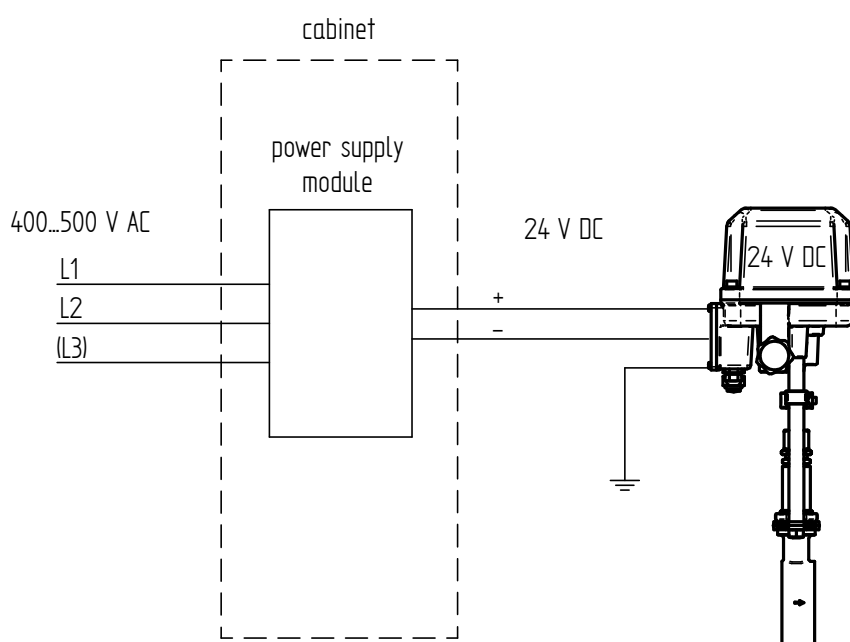 cabinet
power supply
module
400...500 V AC
24 V DC
24 V DC
L1
L2
(L3)
+
−